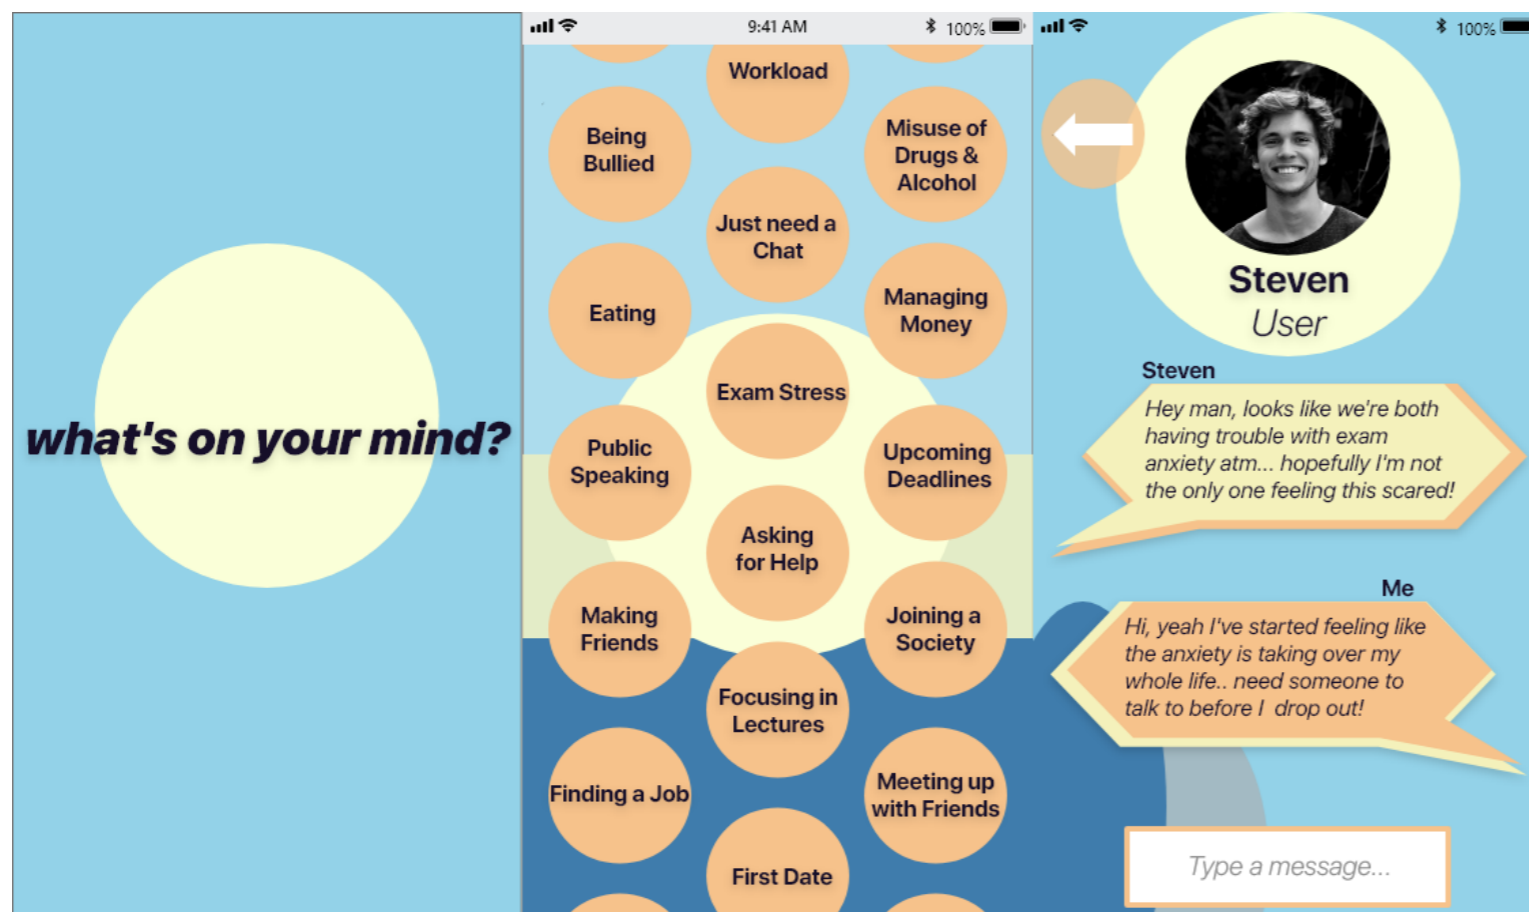 what's on your mind?
9:41 AM
100%
Workload
Being
Bullied
Misuse of
Drugs &
Alcohol
Just need a
Chat
Eating
Managing
Money
Exam Stress
Public
Speaking
Upcoming
Deadlines
Asking
for Help
Making
Friends
Joining a
Society
Focusing in
Lectures
Finding a Job
Meeting up
with Friends
First Date
100%
Steven
User
Steven
Hey man, looks like we're both
having trouble with exam
anxiety atm... hopefully I'm not
the only one feeling this scared!
Me
Hi, yeah I've started feeling like
the anxiety is taking over my
whole life.. need someone to
talk to before I  drop out!
Type a message...